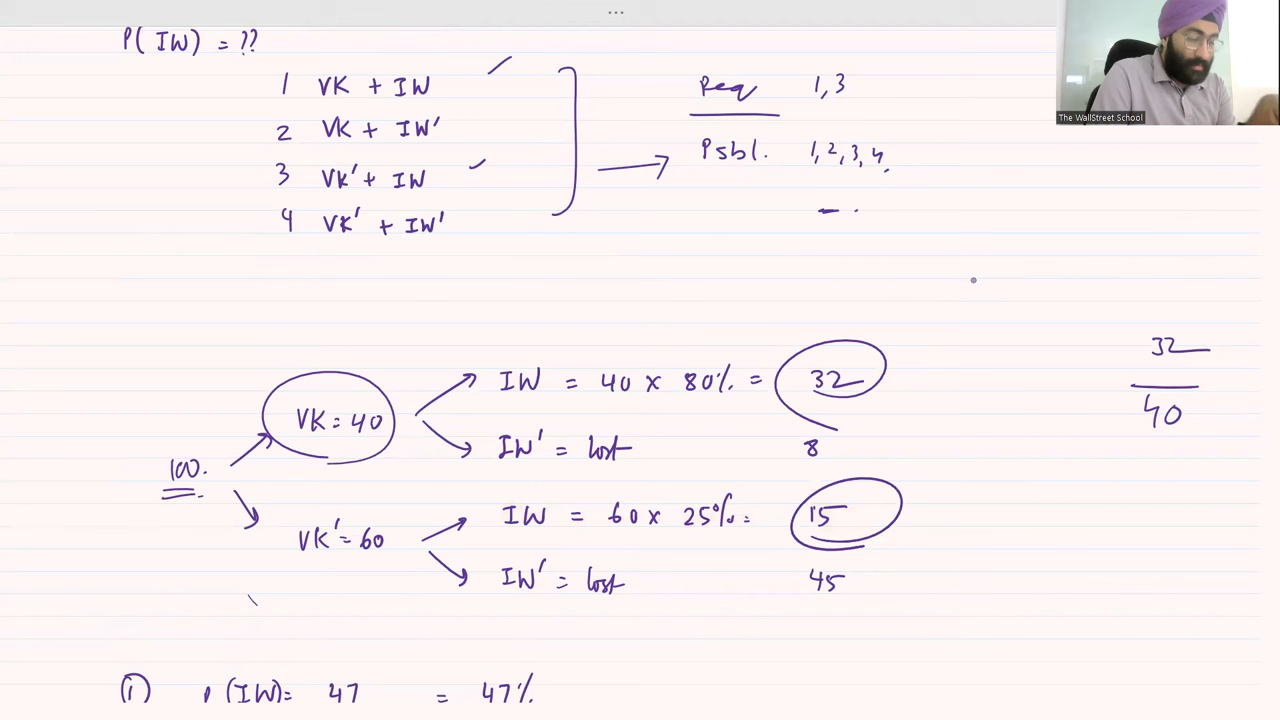 ...
P( IW) = ??
1 VK + IW
2 VK + IW'
3 VK' + IW
4 VK' + IW'
Req 1, 3
Psbl. 1, 2, 3, 4.
The WallStreet School
100.
VK = 40
IW = 40 x 80% = 32
IW' = lost 8
VK' = 60
IW = 60 x 25% = 15
IW' = lost 45
32
40
(i) P (IW) = 47 = 47%